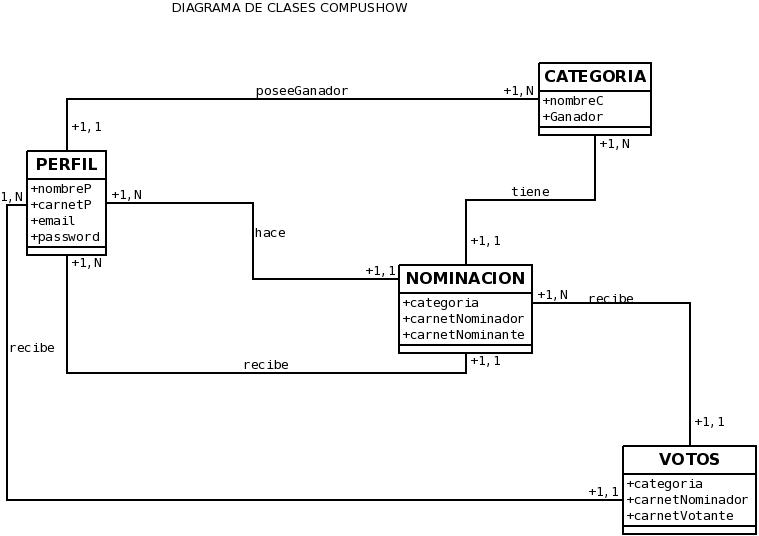 DIAGRAMA DE CLASES COMPUSHOW
CATEGORIA
+nombreC
+Ganador
poseeGanador
+1,N
+1,1
+1,N
PERFIL
+nombreP
+carnetP
+email
+password
1,N
+1,N
tiene
hace
+1,1
+1,N
+1,1
NOMINACION
+categoria
+carnetNominador
+carnetNominante
+1,N
recibe
recibe
recibe
+1,1
+1,1
VOTOS
+categoria
+carnetNominador
+carnetVotante
+1,1